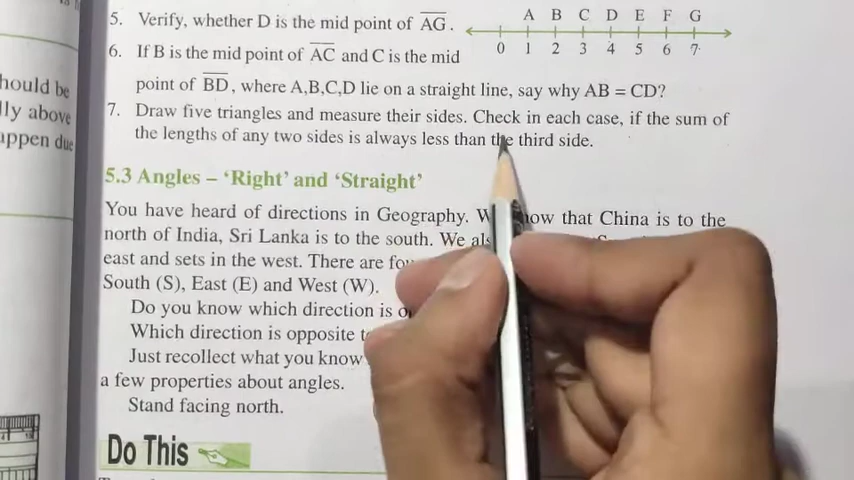 5. Verify, whether D is the mid point of AG.
A B C D E F G
0 1 2 3 4 5 6 7
6. If B is the mid point of AC and C is the mid
point of BD, where A,B,C,D lie on a straight line, say why AB = CD?
7. Draw five triangles and measure their sides. Check in each case, if the sum of
the lengths of any two sides is always less than the third side.
hould be
lly above
appen due
5.3 Angles – ‘Right’ and ‘Straight’
You have heard of directions in Geography. that China is to the
north of India, Sri Lanka is to the south. We
east and sets in the west. There are
South (S), East (E) and West (W).
Do you know which direction is
Which direction is opposite
Just recollect what you know
a few properties about angles.
Stand facing north.
Do This